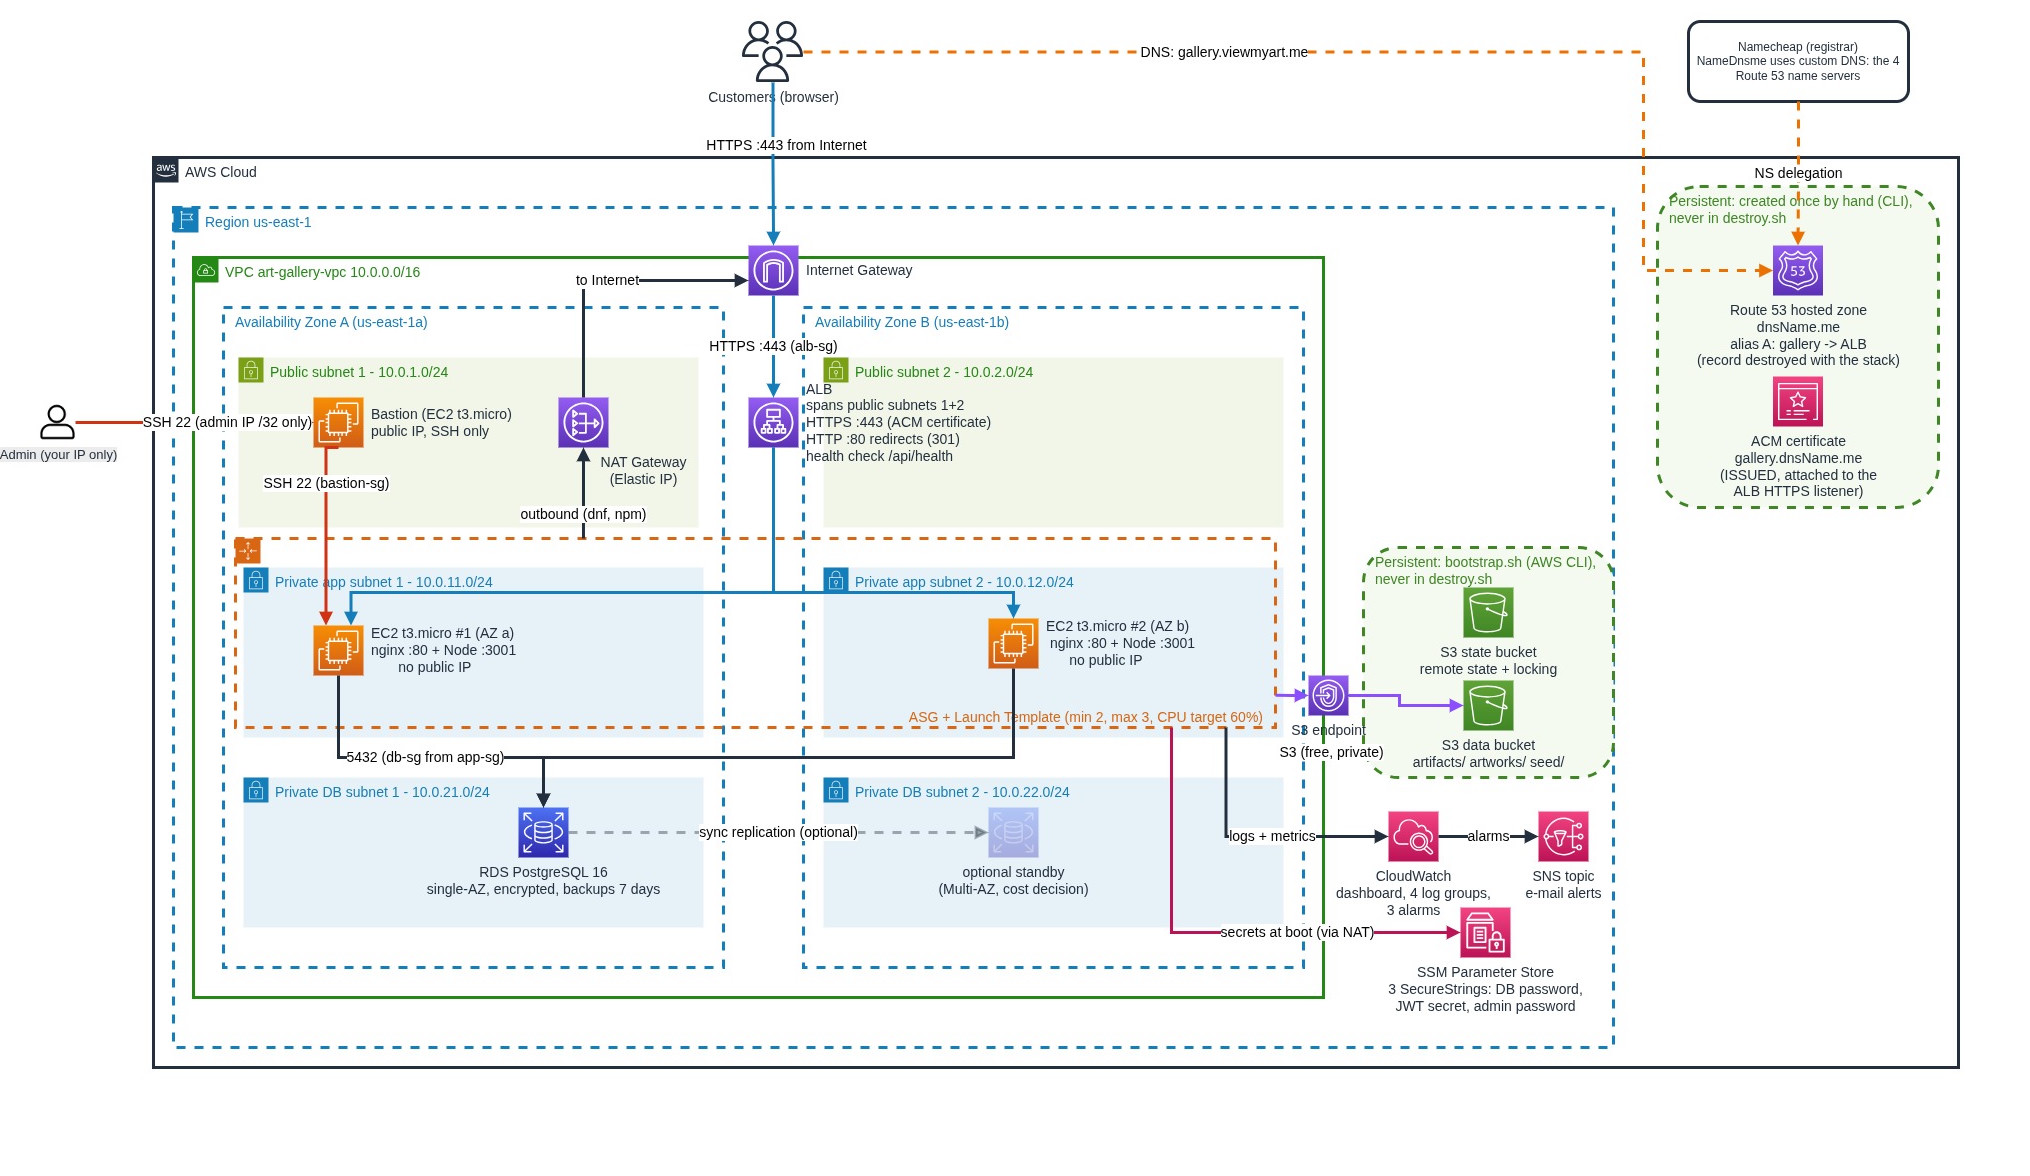 Customers (browser)
DNS: gallery.viewmyart.me
Namecheap (registrar)
NameDnsme uses custom DNS: the 4
Route 53 name servers
HTTPS :443 from Internet
NS delegation
aws
AWS Cloud
Region us-east-1
Persistent: created once by hand (CLI),
never in destroy.sh
53
Route 53 hosted zone
dnsName.me
alias A: gallery -> ALB
(record destroyed with the stack)
ACM certificate
gallery.dnsName.me
(ISSUED, attached to the
ALB HTTPS listener)
VPC art-gallery-vpc 10.0.0.0/16
Internet Gateway
to Internet
Availability Zone A (us-east-1a)
Availability Zone B (us-east-1b)
HTTPS :443 (alb-sg)
Public subnet 1 - 10.0.1.0/24
Public subnet 2 - 10.0.2.0/24
Admin (your IP only)
SSH 22 (admin IP /32 only)
Bastion (EC2 t3.micro)
public IP, SSH only
NAT Gateway
(Elastic IP)
ALB
spans public subnets 1+2
HTTPS :443 (ACM certificate)
HTTP :80 redirects (301)
health check /api/health
SSH 22 (bastion-sg)
outbound (dnf, npm)
Private app subnet 1 - 10.0.11.0/24
Private app subnet 2 - 10.0.12.0/24
EC2 t3.micro #1 (AZ a)
nginx :80 + Node :3001
no public IP
EC2 t3.micro #2 (AZ b)
nginx :80 + Node :3001
no public IP
ASG + Launch Template (min 2, max 3, CPU target 60%)
Persistent: bootstrap.sh (AWS CLI),
never in destroy.sh
S3 state bucket
remote state + locking
S3 data bucket
artifacts/ artworks/ seed/
S3 endpoint
S3 (free, private)
5432 (db-sg from app-sg)
Private DB subnet 1 - 10.0.21.0/24
Private DB subnet 2 - 10.0.22.0/24
sync replication (optional)
RDS PostgreSQL 16
single-AZ, encrypted, backups 7 days
optional standby
(Multi-AZ, cost decision)
logs + metrics
alarms
CloudWatch
dashboard, 4 log groups,
3 alarms
SNS topic
e-mail alerts
secrets at boot (via NAT)
SSM Parameter Store
3 SecureStrings: DB password,
JWT secret, admin password